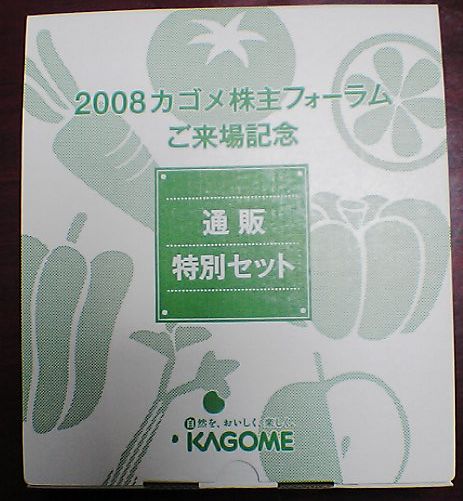 2008カゴメ株主フォーラム
ご来場記念
通販
特別セット
自然を、おいしく、楽しく。
KAGOME